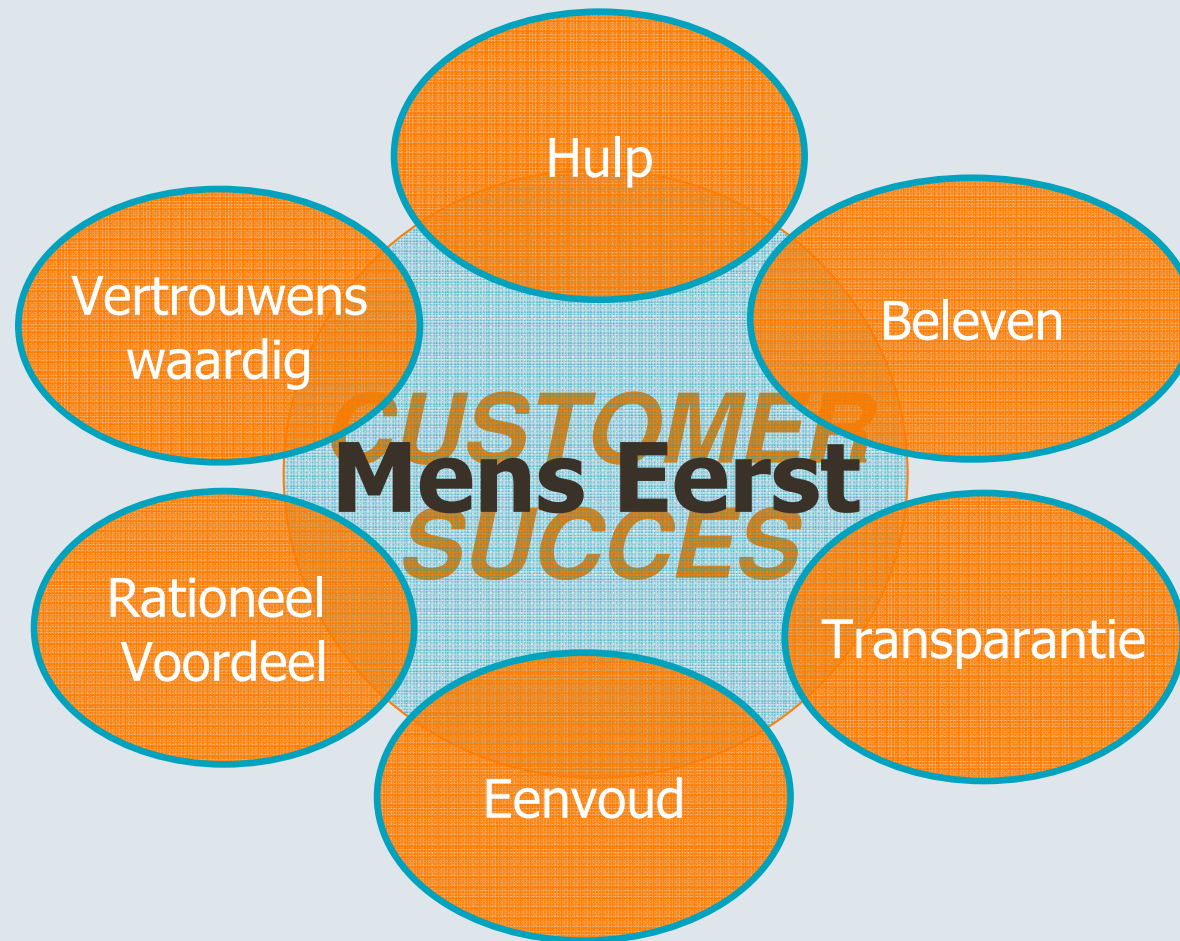 Hulp
Vertrouwens
waardig
Beleven
CUSTOMER
Mens Eerst
SUCCES
Rationeel
Voordeel
Transparantie
Eenvoud